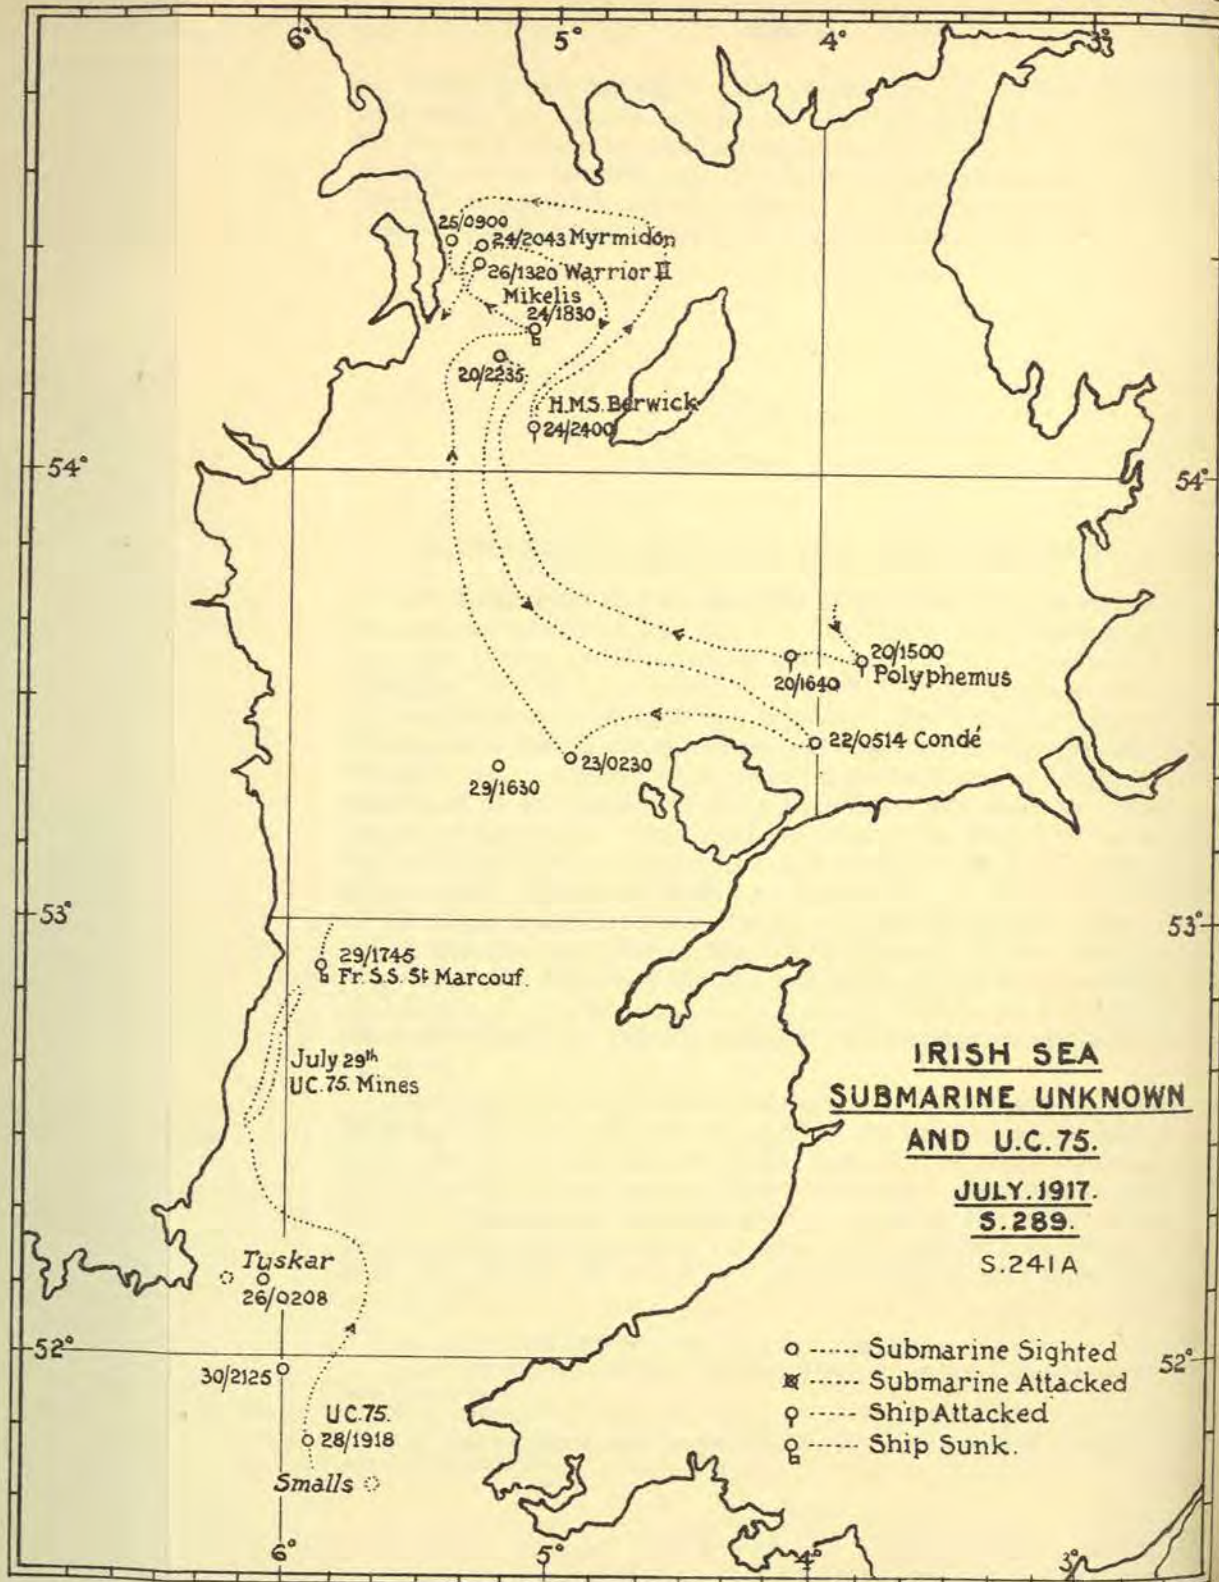 6° 5° 4° 3°
25/0900
24/2043 Myrmidon
26/1320 Warrior II
Mikelis
24/1830
20/2235
H.M.S. Berwick
24/2400
54° 54°
20/1500
Polyphemus
20/1640
22/0514 Condé
23/0230
29/1630
53° 53°
29/1745
Fr. S.S. St Marcouf.
July 29th
UC.75. Mines
IRISH SEA
SUBMARINE UNKNOWN
AND U.C.75.
JULY.1917.
S.289.
S.241A
Tuskar
26/0208
52° 52°
30/2125
UC.75.
28/1918
Smalls
Submarine Sighted
Submarine Attacked
Ship Attacked
Ship Sunk.
6° 5° 4° 3°